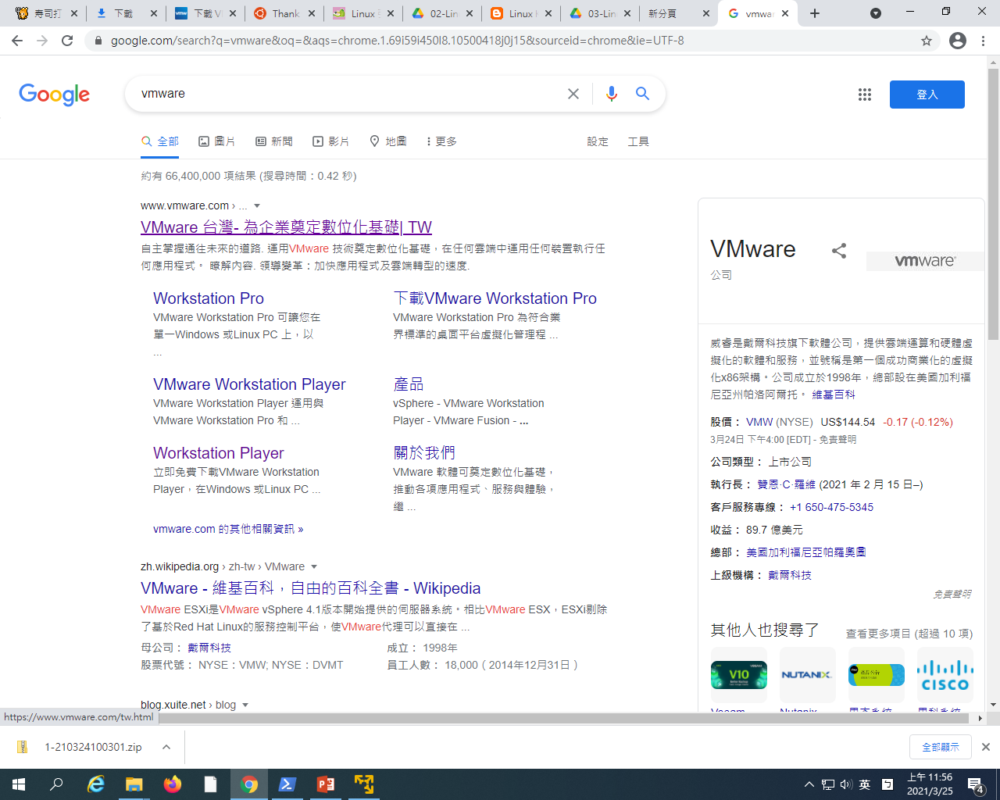 寿司打
下載
下載 V
Thank
Linux
02-Lin
Linux
03-Lin
新分頁
vmwa
google.com/search?q=vmware&oq=&aqs=chrome.1.69i59i450l8.10500418j0j15&sourceid=chrome&ie=UTF-8
Google
vmware
登入
全部
圖片
新聞
影片
地圖
更多
設定
工具
約有 66,400,000 項結果 (搜尋時間：0.42 秒)
www.vmware.com › ...
VMware 台灣- 為企業奠定數位化基礎| TW
自主掌握通往未來的道路. 運用VMware 技術奠定數位化基礎，在任何雲端中運用任何裝置執行任
何應用程式。 瞭解內容. 領導變革：加快應用程式及雲端轉型的速度.
Workstation Pro
VMware Workstation Pro 可讓您在
單一Windows 或Linux PC 上，以
...
下載VMware Workstation Pro
VMware Workstation Pro 為符合業
界標準的桌面平台虛擬化管理程 ...
VMware Workstation Player
VMware Workstation Player 運用與
VMware Workstation Pro 和 ...
產品
vSphere - VMware Workstation
Player - VMware Fusion - ...
Workstation Player
立即免費下載VMware Workstation
Player，在Windows 或Linux PC ...
關於我們
VMware 軟體可奠定數位化基礎，
推動各項應用程式、服務與體驗，
繼 ...
vmware.com 的其他相關資訊 »
zh.wikipedia.org › zh-tw › VMware
VMware - 維基百科，自由的百科全書 - Wikipedia
VMware ESXi是VMware vSphere 4.1版本開始提供的伺服器系統。相比VMware ESX，ESXi剔除
了基於Red Hat Linux的服務控制平台，使VMware代理可以直接在 ...
母公司： 戴爾科技
成立： 1998年
股票代號： NYSE：VMW; NYSE：DVMT
員工人數： 18,000（2014年12月31日）
blog.xuite.net › blog
VMware
公司
vmware
威睿是戴爾科技旗下軟體公司，提供雲端運算和硬體虛
擬化的軟體和服務，並號稱是第一個成功商業化的虛擬
化x86架構。公司成立於1998年，總部設在美國加利福
尼亞州帕洛阿爾托。 維基百科
股價： VMW (NYSE) US$144.54 -0.17 (-0.12%)
3月24日 下午4:00 [EDT] - 免責聲明
公司類型： 上市公司
執行長： 贊恩·C·羅維 (2021 年 2 月 15 日–)
客戶服務專線： +1 650-475-5345
收益： 89.7 億美元
總部： 美國加利福尼亞帕羅奧圖
上級機構： 戴爾科技
免責聲明
其他人也搜尋了
查看更多項目 (超過 10 項)
V10
NUTANIX
CISCO
Veeam
Nutanix
https://www.vmware.com/tw.html
1-210324100301.zip
全部顯示
英
上午 11:56
2021/3/25
4